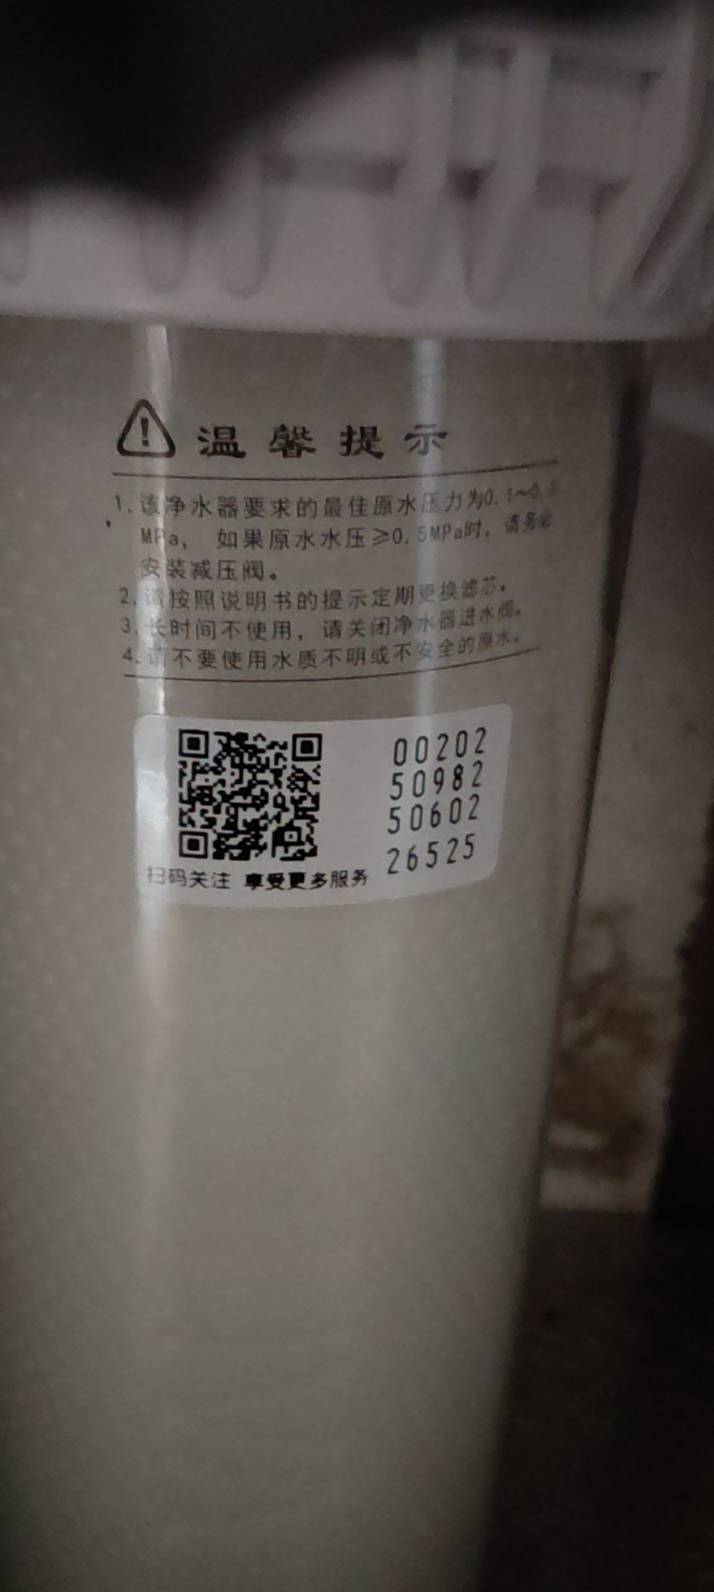 温馨提示
1、该净水器要求的最佳原水压力为0.1~0.
MPa， 如果原水水压≥0.5MPa时，请务必
安装减压阀。
2、请按照说明书的提示定期更换滤芯。
3、长时间不使用，请关闭净水器进水阀。
4、请不要使用水质不明或不安全的原水。
00202
50982
50602
26525
扫码关注 享受更多服务